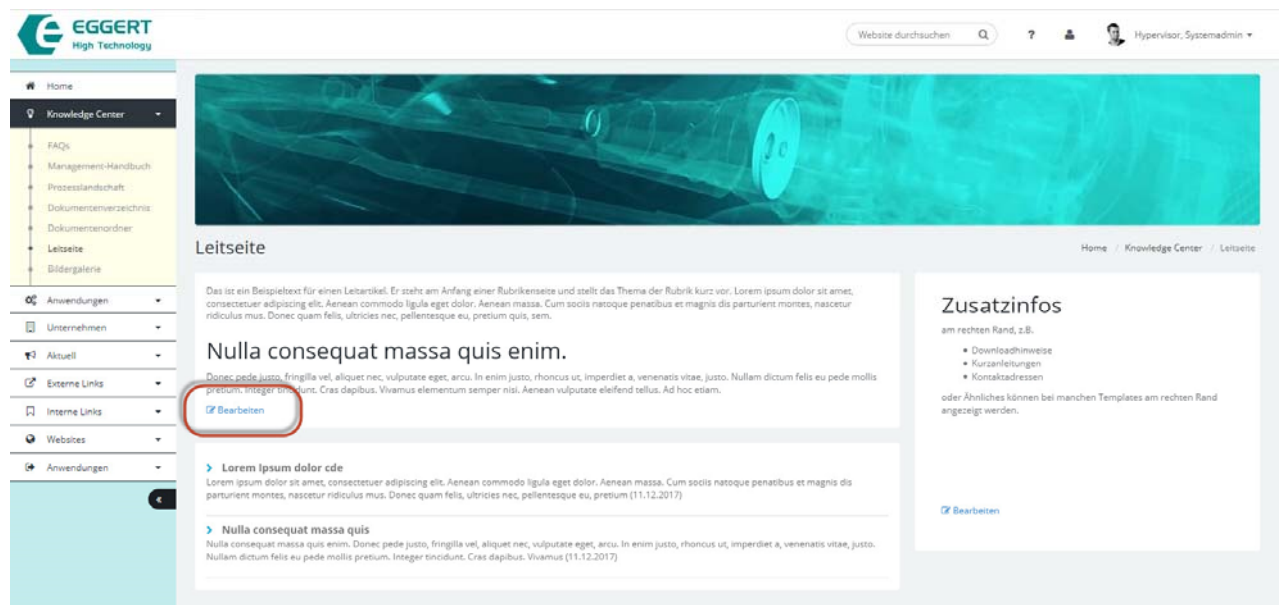 EGGERT
High Technology
Website durchsuchen
?
Hypervisor, Systemadmin
Home
Knowledge Center
FAQs
Management-Handbuch
Prozesslandschaft
Dokumentenverzeichnis
Dokumentenordner
Leitseite
Bildergalerie
Anwendungen
Unternehmen
Aktuell
Externe Links
Interne Links
Websites
Anwendungen
Leitseite
Home / Knowledge Center / Leitseite
Das ist ein Beispieltext für einen Leitartikel. Er steht am Anfang einer Rubrikenseite und stellt das Thema der Rubrik kurz vor. Lorem ipsum dolor sit amet,
consectetuer adipiscing elit. Aenean commodo ligula eget dolor. Aenean massa. Cum sociis natoque penatibus et magnis dis parturient montes, nascetur
ridiculus mus. Donec quam felis, ultricies nec, pellentesque eu, pretium quis, sem.
Nulla consequat massa quis enim.
Donec pede justo, fringilla vel, aliquet nec, vulputate eget, arcu. In enim justo, rhoncus ut, imperdiet a, venenatis vitae, justo. Nullam dictum felis eu pede mollis
pretium. Integer tincidunt. Cras dapibus. Vivamus elementum semper nisi. Aenean vulputate eleifend tellus. Ad hoc etiam.
Bearbeiten
Lorem Ipsum dolor cde
Lorem ipsum dolor sit amet, consectetuer adipiscing elit. Aenean commodo ligula eget dolor. Aenean massa. Cum sociis natoque penatibus et magnis dis
parturient montes, nascetur ridiculus mus. Donec quam felis, ultricies nec, pellentesque eu, pretium (11.12.2017)
Nulla consequat massa quis
Nulla consequat massa quis enim. Donec pede justo, fringilla vel, aliquet nec, vulputate eget, arcu. In enim justo, rhoncus ut, imperdiet a, venenatis vitae, justo.
Nullam dictum felis eu pede mollis pretium. Integer tincidunt. Cras dapibus. Vivamus (11.12.2017)
Zusatzinfos
am rechten Rand, z.B.
• Downloadhinweise
• Kurzanleitungen
• Kontaktadressen
oder Ähnliches können bei manchen Templates am rechten Rand
angezeigt werden.
Bearbeiten